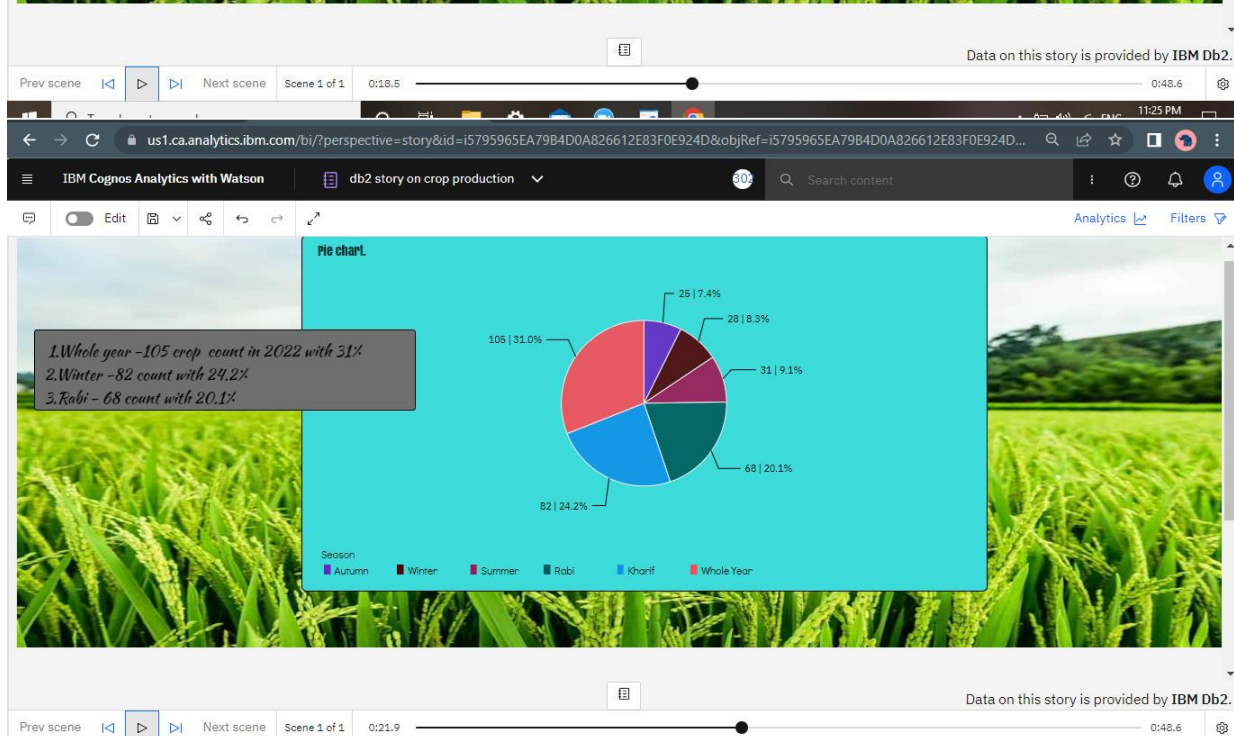 Data on this story is provided by IBM Db2.
Prev scene Next scene Scene 1 of 1 0:18.5 0:48.6
11:25 PM
us1.ca.analytics.ibm.com/bi/?perspective=story&id=i5795965EA79B4D0A826612E83F0E924D&objRef=i5795965EA79B4D0A826612E83F0E924D...
IBM Cognos Analytics with Watson db2 story on crop production 302 Search content
Edit Analytics Filters
Pie chart.
25 | 7.4%
28 | 8.3%
105 | 31.0%
31 | 9.1%
1.Whole year -105 crop count in 2022 with 31%
2.Winter -82 count with 24.2%
3.Rabi - 68 count with 20.1%
68 | 20.1%
82 | 24.2%
Season
Autumn Winter Summer Rabi Kharif Whole Year
Data on this story is provided by IBM Db2.
Prev scene Next scene Scene 1 of 1 0:21.9 0:48.6